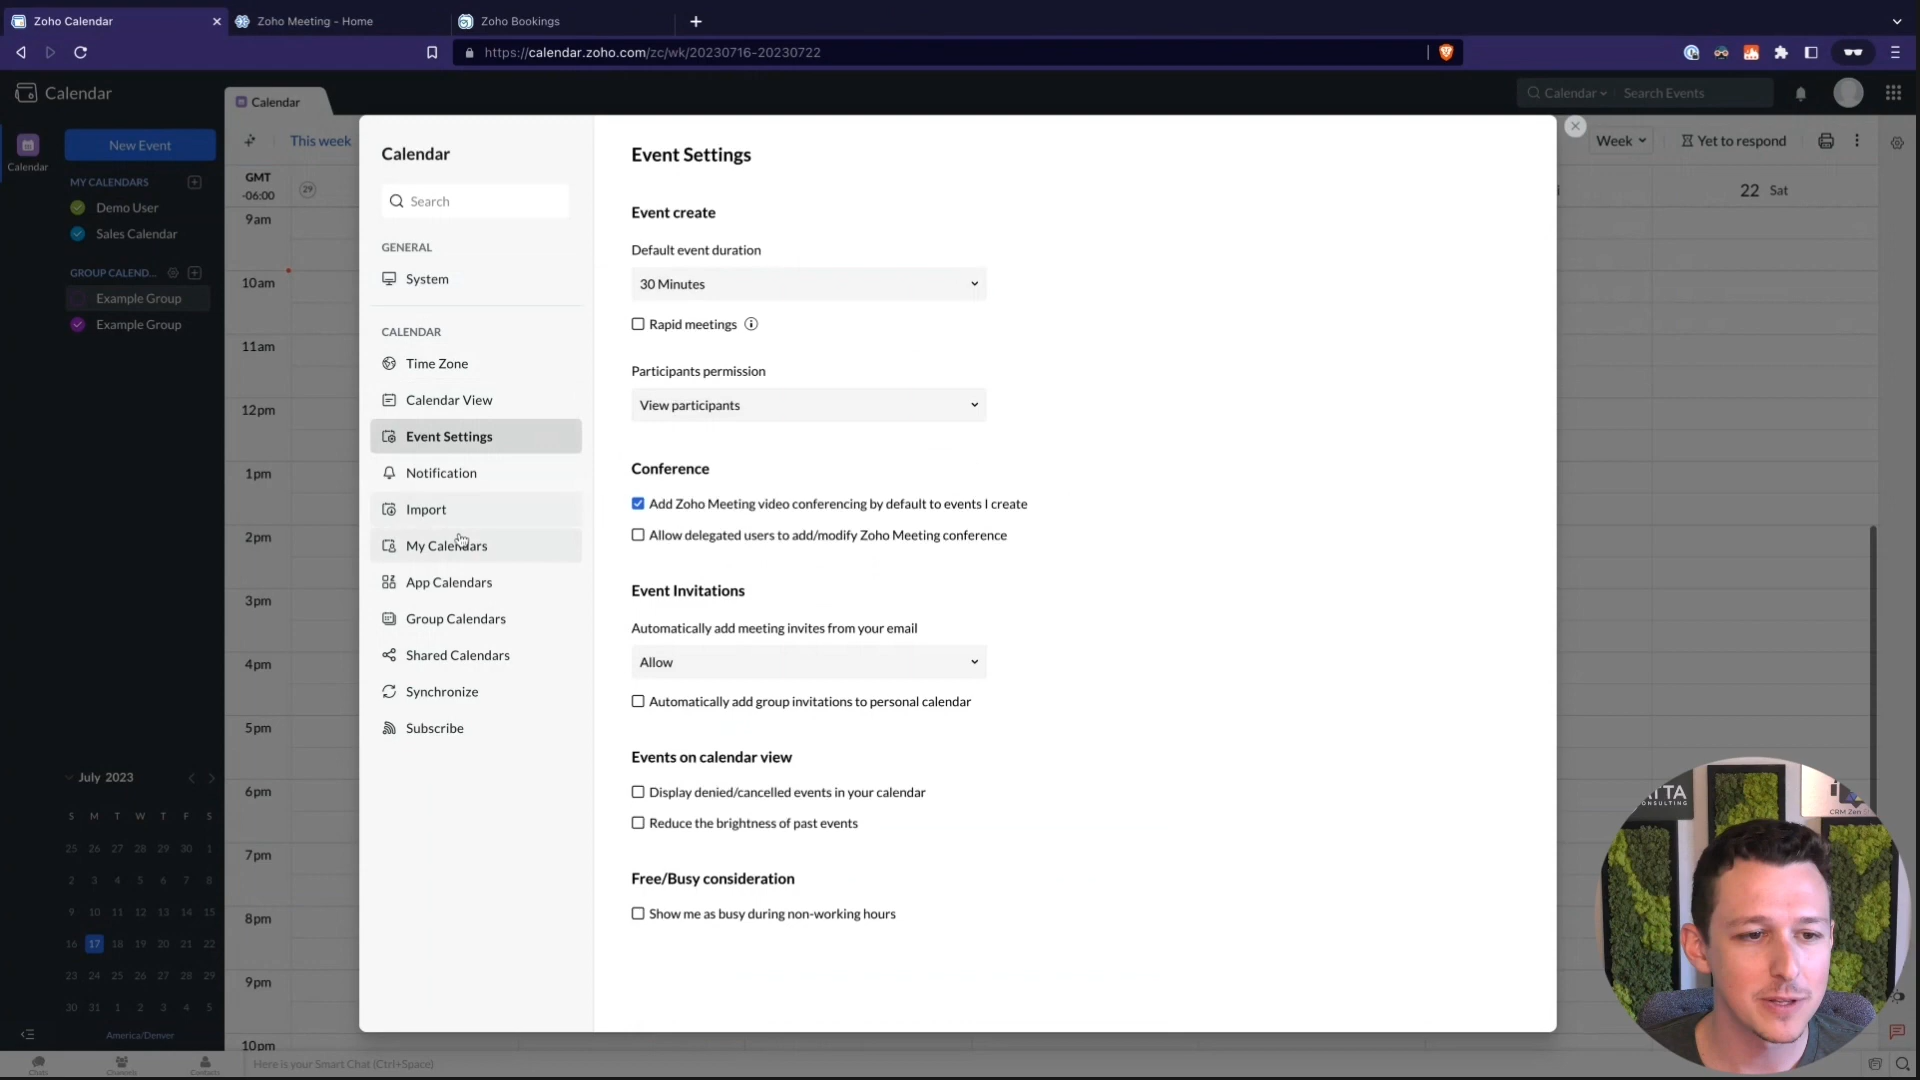 Zoho Calendar
Zoho Meeting - Home
Zoho Bookings
https://calendar.zoho.com/zc/wk/20230716-20230722
Calendar
Calendar
Calendar
Search Events
Calendar
New Event
This week
Week
Yet to respond
MY CALENDARS
Demo User
Sales Calendar
GROUP CALEND...
Example Group
Example Group
GMT
-06:00
29
22 Sat
9am
10am
11am
12pm
1pm
2pm
3pm
4pm
5pm
6pm
7pm
8pm
9pm
10pm
Calendar
Search
GENERAL
System
CALENDAR
Time Zone
Calendar View
Event Settings
Notification
Import
My Calendars
App Calendars
Group Calendars
Shared Calendars
Synchronize
Subscribe
Event Settings
Event create
Default event duration
30 Minutes
Rapid meetings
Participants permission
View participants
Conference
Add Zoho Meeting video conferencing by default to events I create
Allow delegated users to add/modify Zoho Meeting conference
Event Invitations
Automatically add meeting invites from your email
Allow
Automatically add group invitations to personal calendar
Events on calendar view
Display denied/cancelled events in your calendar
Reduce the brightness of past events
Free/Busy consideration
Show me as busy during non-working hours
July 2023
S M T W T F S
25 26 27 28 29 30 1
2 3 4 5 6 7 8
9 10 11 12 13 14 15
16 17 18 19 20 21 22
23 24 25 26 27 28 29
30 31 1 2 3 4 5
America/Denver
Chats
Channels
Contacts
Here is your Smart Chat (Ctrl+Space)
CRM Zen